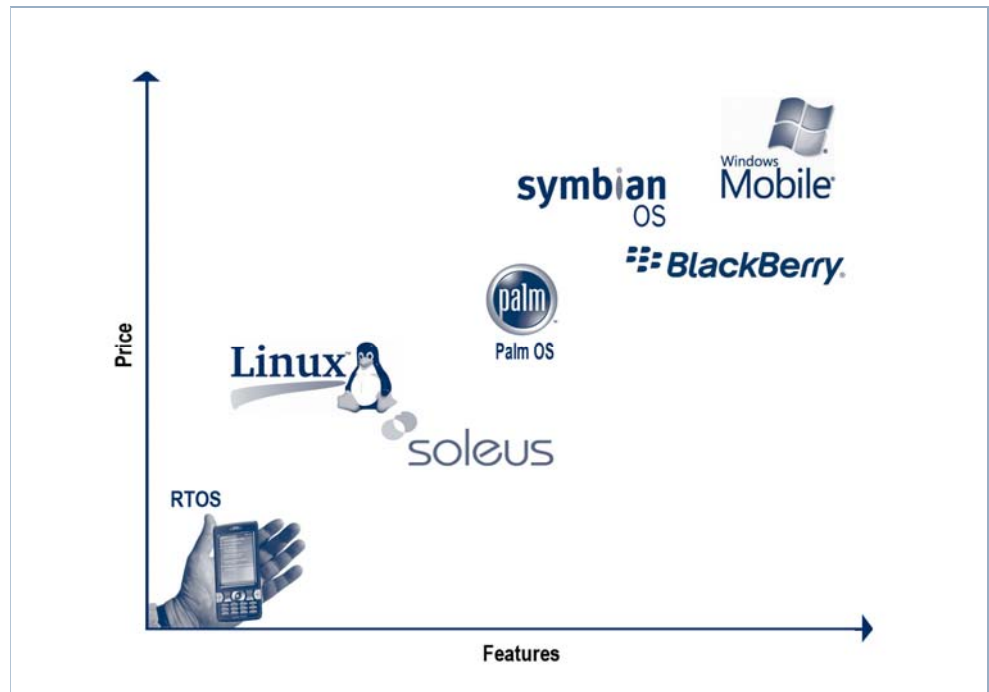 Windows
Mobile
symbian
OS
BlackBerry
palm
Palm OS
Price
Linux
soleus
RTOS
Features